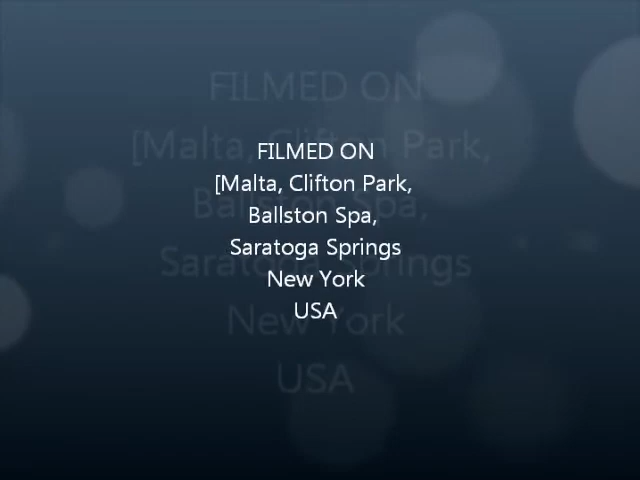 FILMED ON
[Malta, Clifton Park,
Ballston Spa,
Saratoga Springs
New York
USA